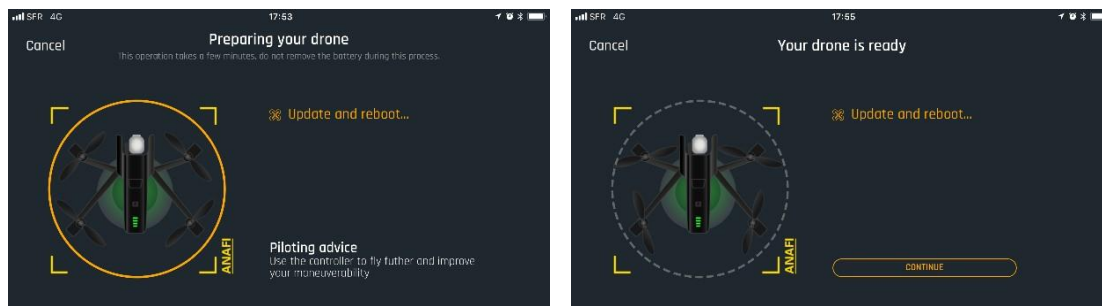 SFR 4G 17:53
Cancel Preparing your drone
This operation takes a few minutes, do not remove the battery during this process.
Update and reboot...
ANAFI
Piloting advice
Use the controller to fly futher and improve
your maneuverability
SFR 4G 17:55
Cancel Your drone is ready
Update and reboot...
ANAFI
CONTINUE